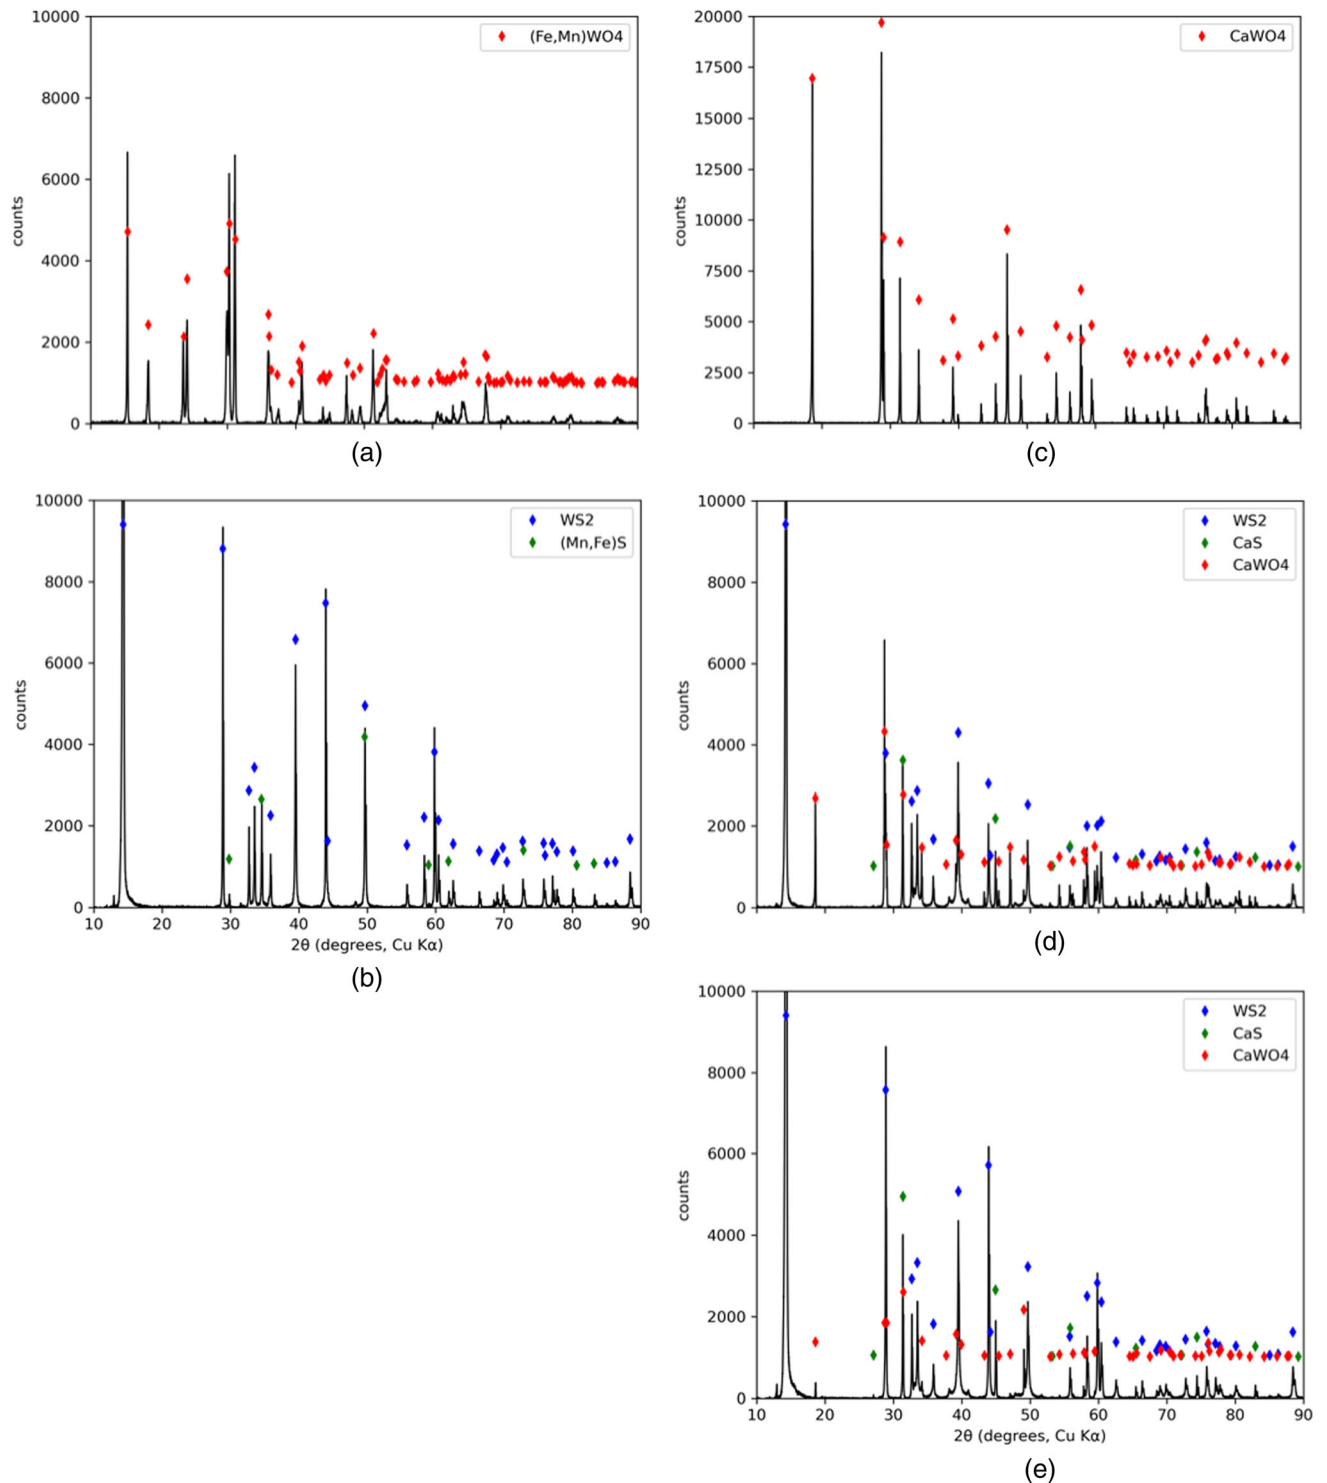 10000
8000
6000
4000
2000
0
counts
(Fe,Mn)WO4
(a)
20000
17500
15000
12500
10000
7500
5000
2500
0
counts
CaWO4
(c)
10000
8000
6000
4000
2000
0
counts
WS2
(Mn,Fe)S
10 20 30 40 50 60 70 80 90
2θ (degrees, Cu Kα)
(b)
10000
8000
6000
4000
2000
0
counts
WS2
CaS
CaWO4
(d)
10000
8000
6000
4000
2000
0
counts
WS2
CaS
CaWO4
10 20 30 40 50 60 70 80 90
2θ (degrees, Cu Kα)
(e)